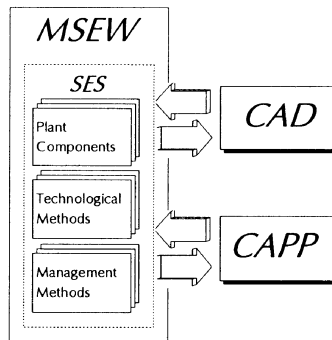 MSEW
SES
Plant
Components
Technological
Methods
Management
Methods
CAD
CAPP